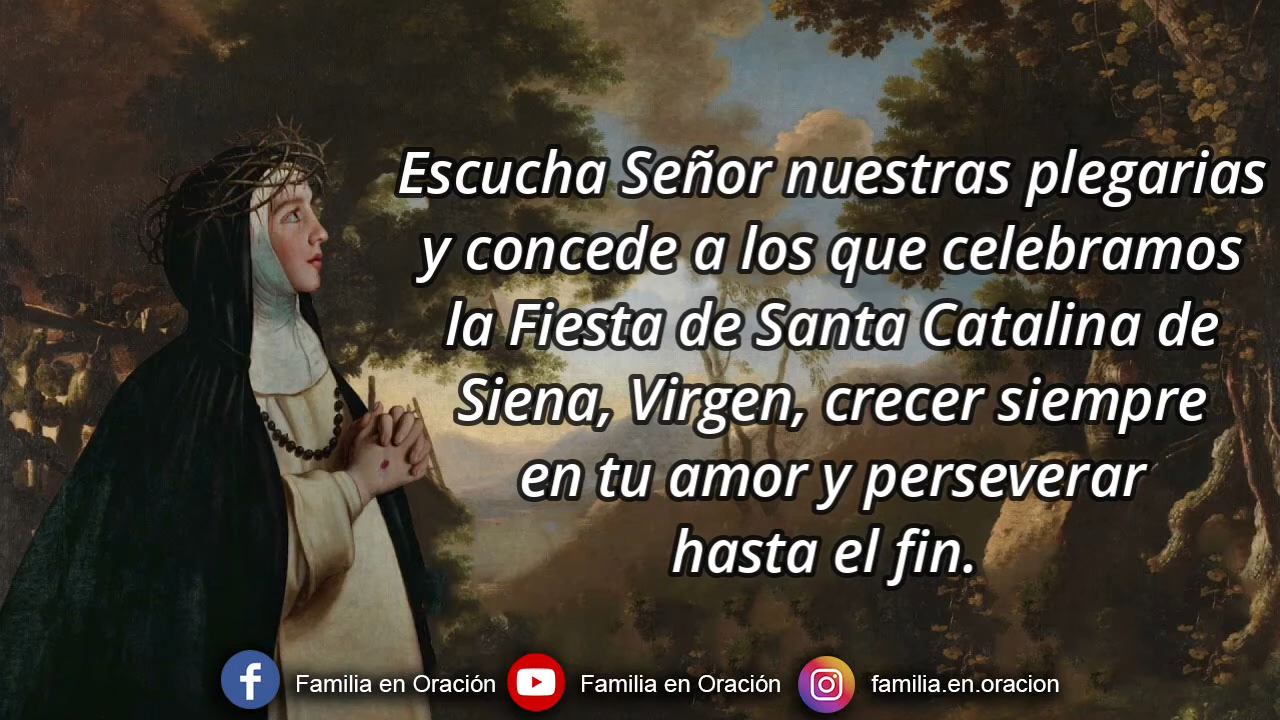 Escucha Señor nuestras plegarias
y concede a los que celebramos
la Fiesta de Santa Catalina de
Siena, Virgen, crecer siempre
en tu amor y perseverar
hasta el fin.
Familia en Oración Familia en Oración familia.en.oracion